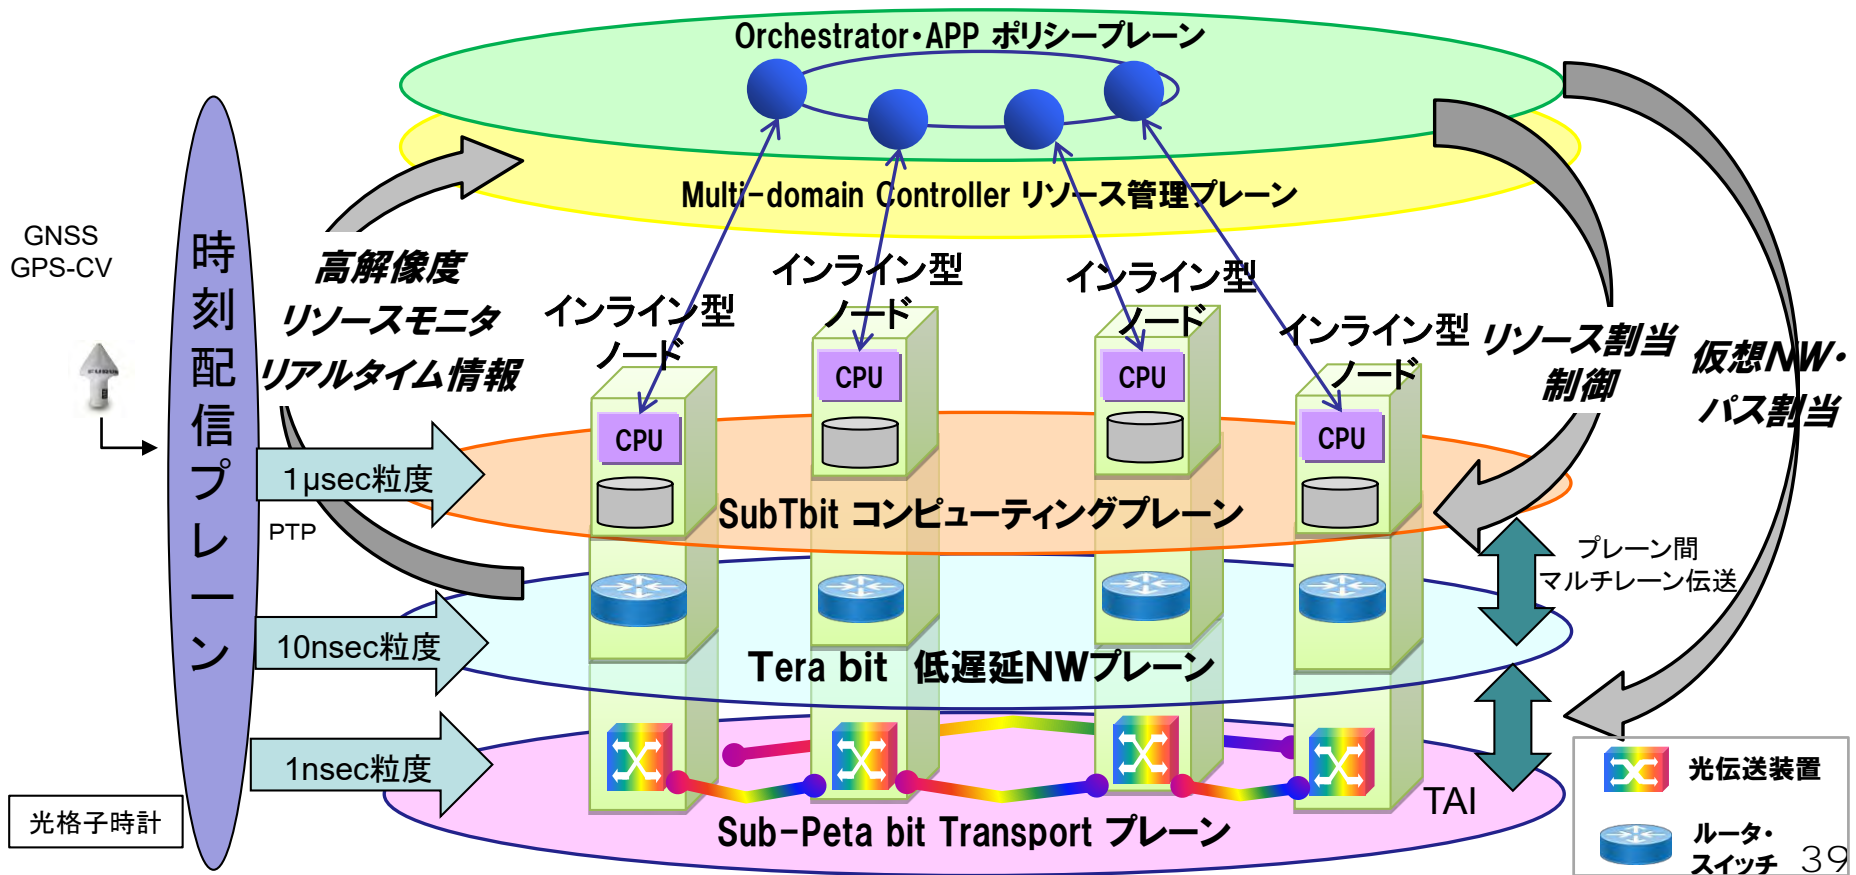 Orchestrator・APP ポリシープレーン
Multi-domain Controller リソース管理プレーン
GNSS
GPS-CV
時刻配信プレーン
高解像度
リソースモニタ
リアルタイム情報
インライン型
ノード
インライン型
ノード
インライン型
ノード
インライン型
ノード
リソース割当
制御
仮想NW・
パス割当
CPU
CPU
CPU
CPU
1μsec粒度
PTP
SubTbit コンピューティングプレーン
プレーン間
マルチレーン伝送
10nsec粒度
Tera bit 低遅延NWプレーン
1nsec粒度
光格子時計
Sub-Peta bit Transport プレーン
TAI
光伝送装置
ルータ・
スイッチ
39